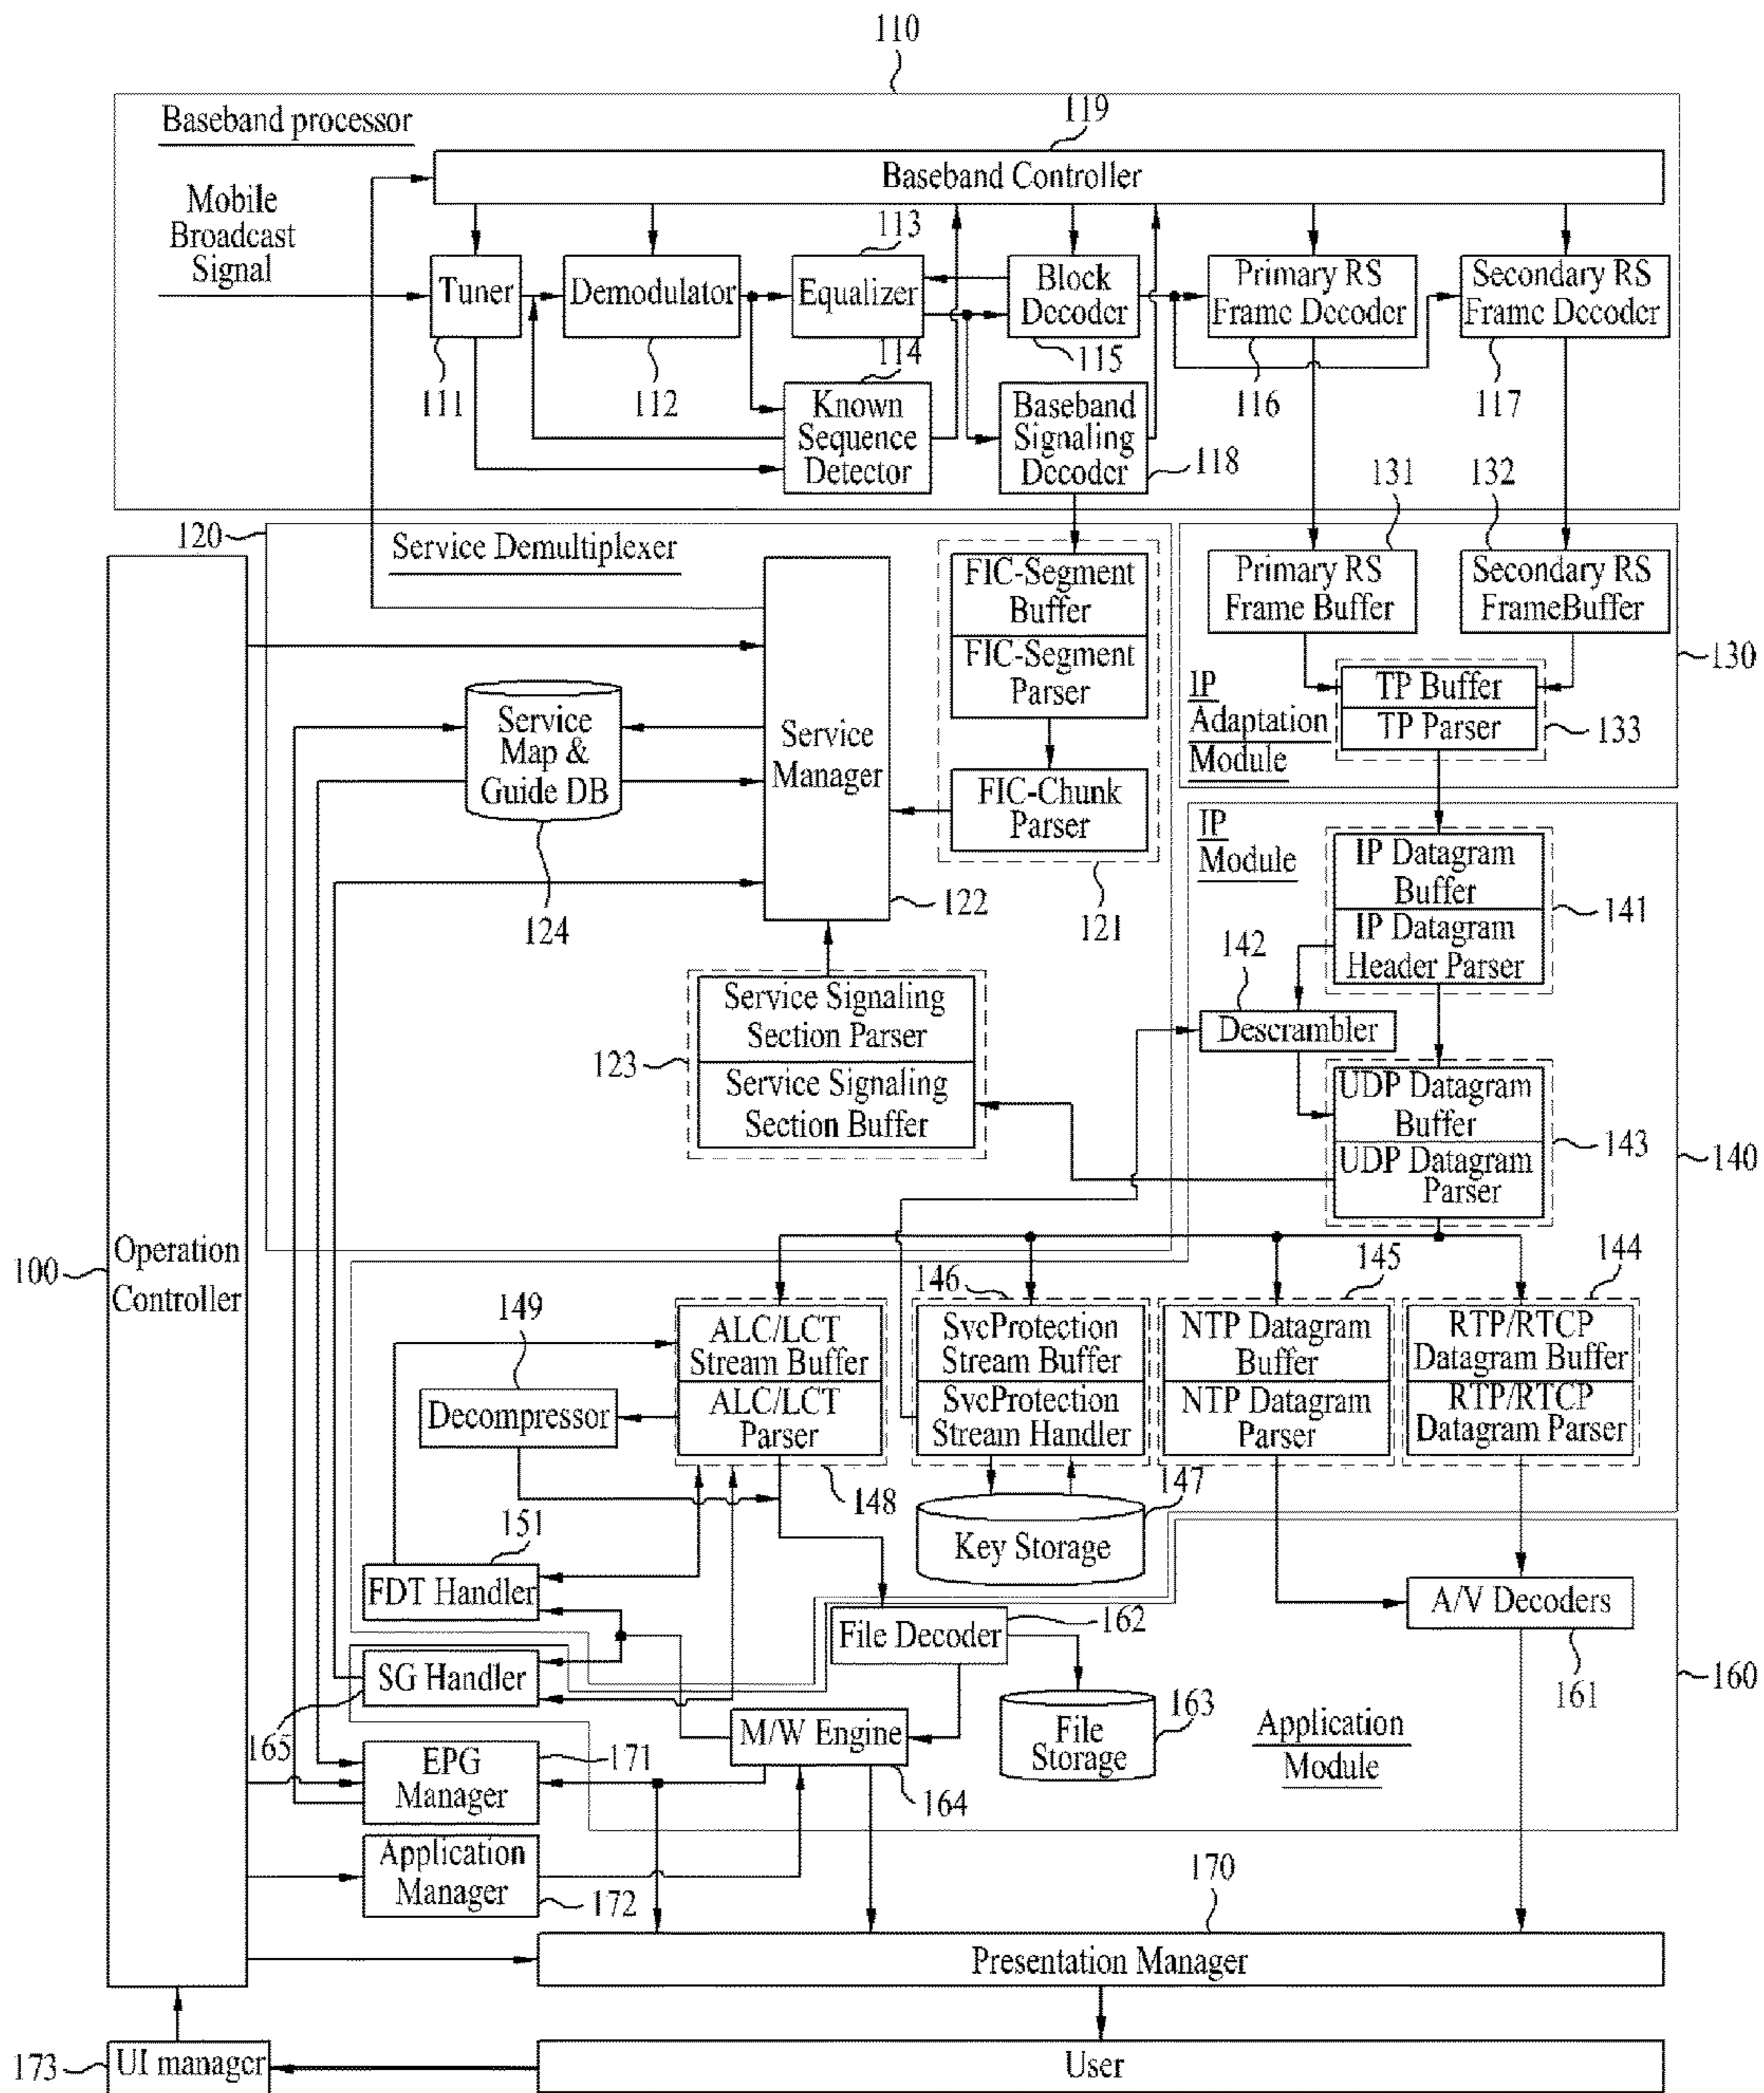 110
Baseband processor
119
Baseband Controller
Mobile
Broadcast
Signal
113
Tuner
Demodulator
Equalizer
Block
Decoder
Primary RS
Frame Decoder
Secondary RS
Frame Decoder
111
112
114
115
116
117
Known
Sequence
Detector
Baseband
Signaling
Decoder
118
131
132
120
Service Demultiplexer
FIC-Segment
Buffer
FIC-Segment
Parser
Primary RS
Frame Buffer
Secondary RS
FrameBuffer
130
IP
Adaptation
Module
TP Buffer
TP Parser
133
Service
Map &
Guide DB
Service
Manager
FIC-Chunk
Parser
124
122
121
IP
Module
IP Datagram
Buffer
IP Datagram
Header Parser
141
142
Descrambler
Service Signaling
Section Parser
Service Signaling
Section Buffer
123
UDP Datagram
Buffer
UDP Datagram
Parser
143
140
100
Operation
Controller
149
146
145
144
ALC/LCT
Stream Buffer
ALC/LCT
Parser
SvcProtection
Stream Buffer
SvcProtection
Stream Handler
NTP Datagram
Buffer
NTP Datagram
Parser
RTP/RTCP
Datagram Buffer
RTP/RTCP
Datagram Parser
Decompressor
148
147
Key Storage
151
FDT Handler
A/V Decoders
161
File Decoder
162
160
SG Handler
165
File
Storage
163
M/W Engine
164
Application
Module
EPG
Manager
171
Application
Manager
172
170
Presentation Manager
173
UI manager
User